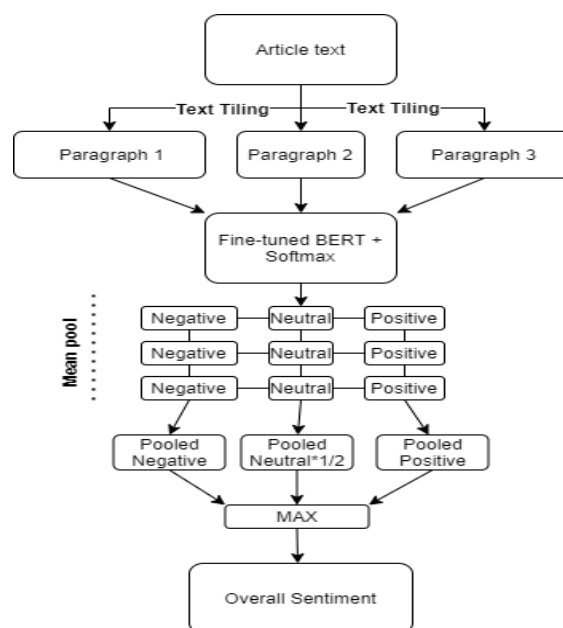 Article text
Text Tiling Text Tiling
Paragraph 1 Paragraph 2 Paragraph 3
Fine-tuned BERT +
Softmax
Mean pool
Negative Neutral Positive
Negative Neutral Positive
Negative Neutral Positive
Pooled
Negative
Pooled
Neutral*1/2
Pooled
Positive
MAX
Overall Sentiment